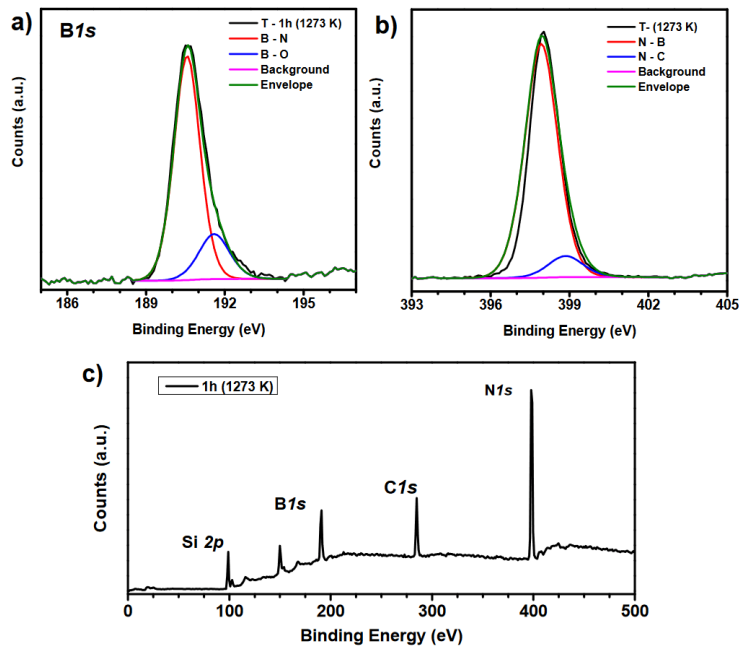 a)
B1s
T - 1h (1273 K)
B - N
B - O
Background
Envelope
Counts (a.u.)
186 189 192 195
Binding Energy (eV)
b)
T- (1273 K)
N - B
N - C
Background
Envelope
Counts (a.u.)
393 396 399 402 405
Binding Energy (eV)
c)
1h (1273 K)
N1s
C1s
B1s
Si 2p
Counts (a.u.)
0 100 200 300 400 500
Binding Energy (eV)